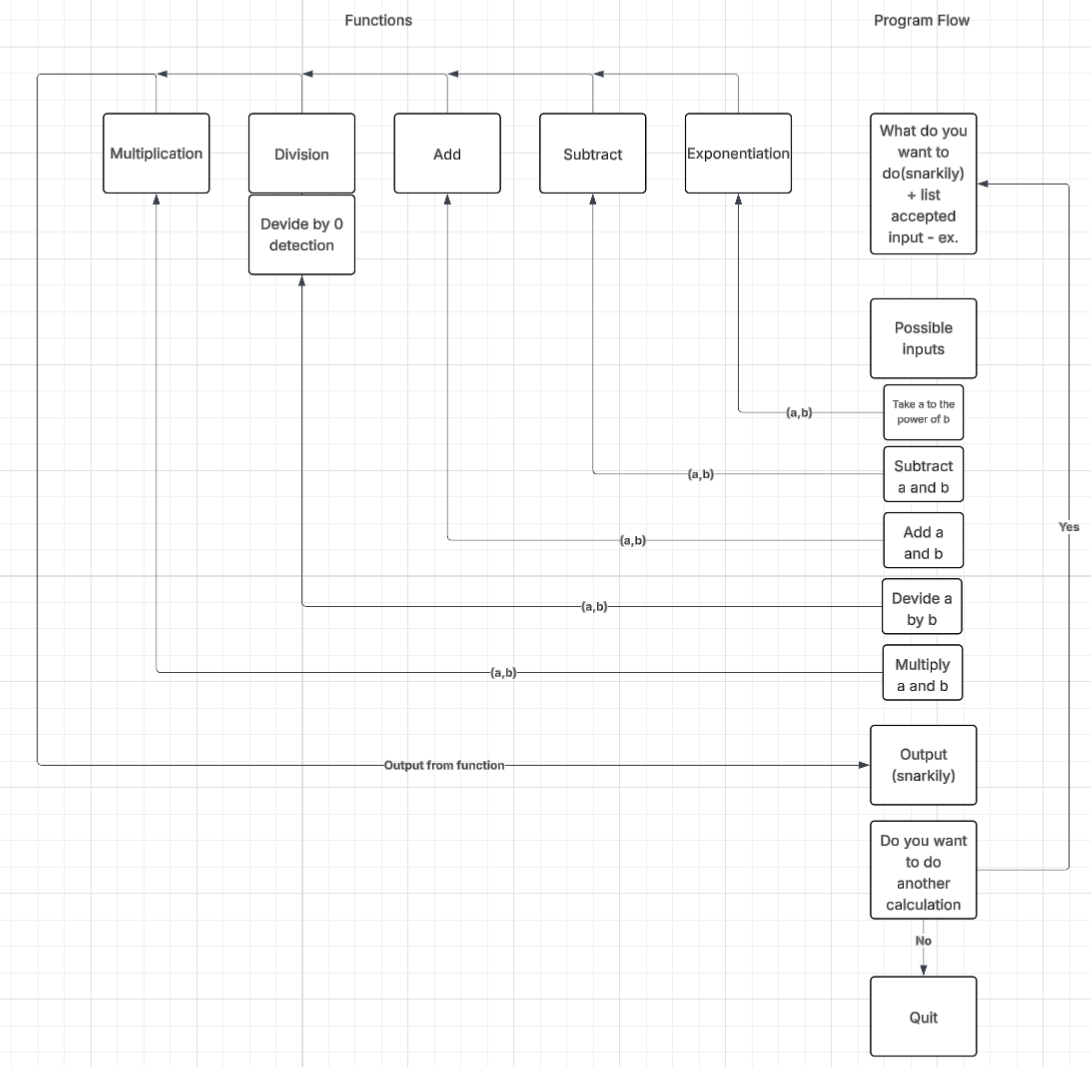 Functions
Program Flow
Multiplication
Division
Add
Subtract
Exponentiation
What do you
want to
do(snarkily)
+ list
accepted
input - ex.
Devide by 0
detection
Possible
inputs
Take a to the
power of b
(a,b)
Subtract
a and b
(a,b)
Add a
and b
(a,b)
Yes
Devide a
by b
(a,b)
Multiply
a and b
(a,b)
Output
(snarkily)
Output from function
Do you want
to do
another
calculation
No
Quit